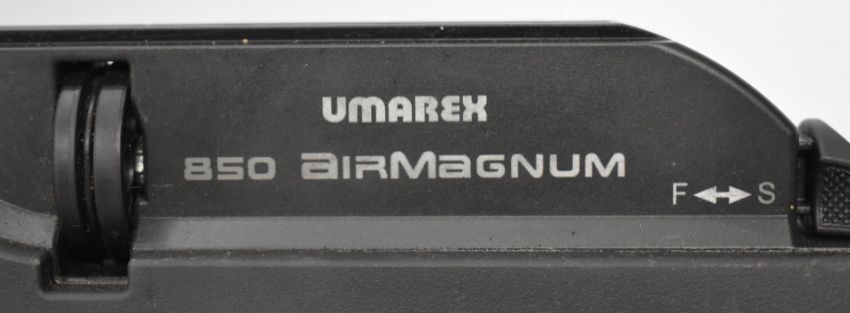 UMAREX
850 AIRMAGNUM
F ↔ S